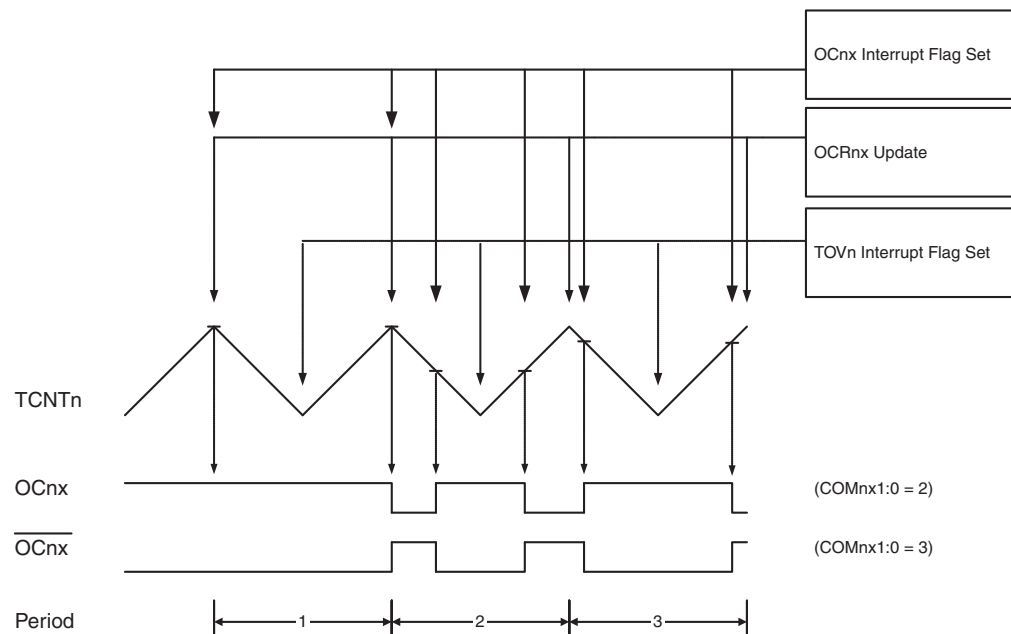 OCnx Interrupt Flag Set
OCRnx Update
TOVn Interrupt Flag Set
TCNTn
OCnx
(COMnx1:0 = 2)
OCnx
(COMnx1:0 = 3)
Period
1
2
3